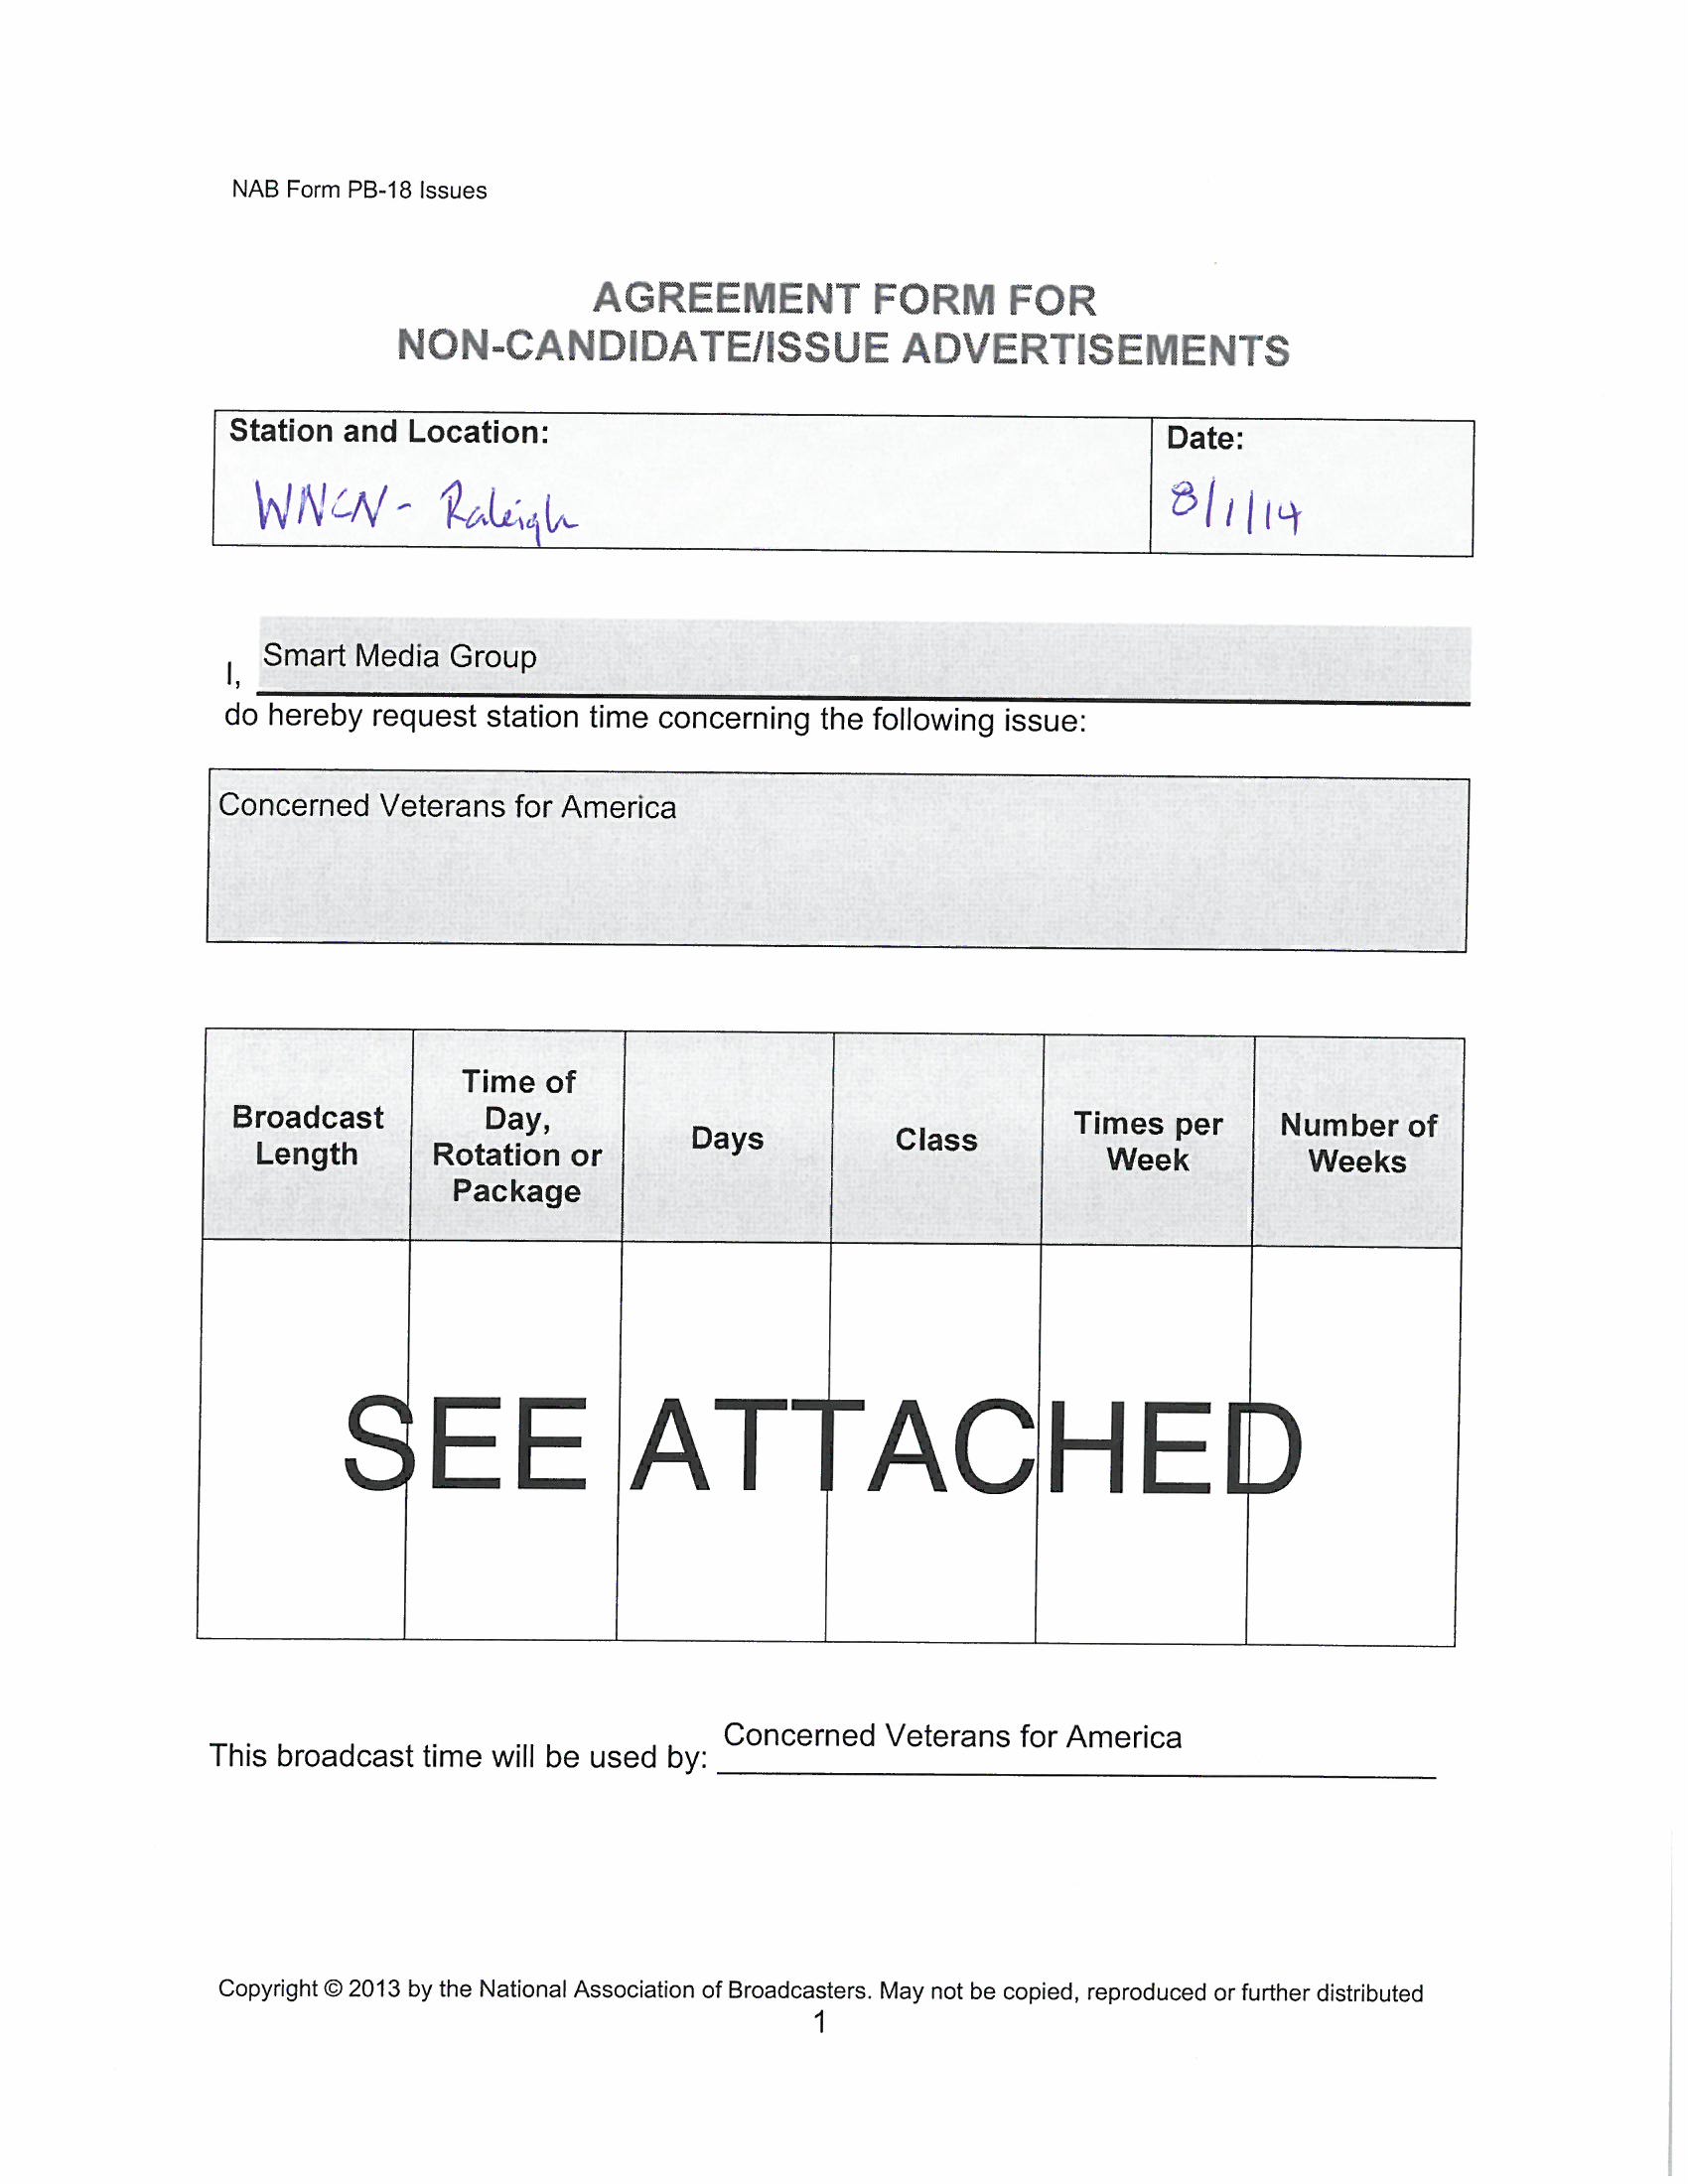 NAB Form PB-18 Issues
AGREEMENT FORM FOR
NON-CANDIDATE/ISSUE ADVERTISEMENTS
Station and Location:
WNCN - Raleigh
Date:
8/1/14
I, Smart Media Group
do hereby request station time concerning the following issue:
Concerned Veterans for America
Broadcast
Length
Time of
Day,
Rotation or
Package
Days
Class
Times per
Week
Number of
Weeks
SEE ATTACHED
This broadcast time will be used by: Concerned Veterans for America
Copyright © 2013 by the National Association of Broadcasters. May not be copied, reproduced or further distributed
1